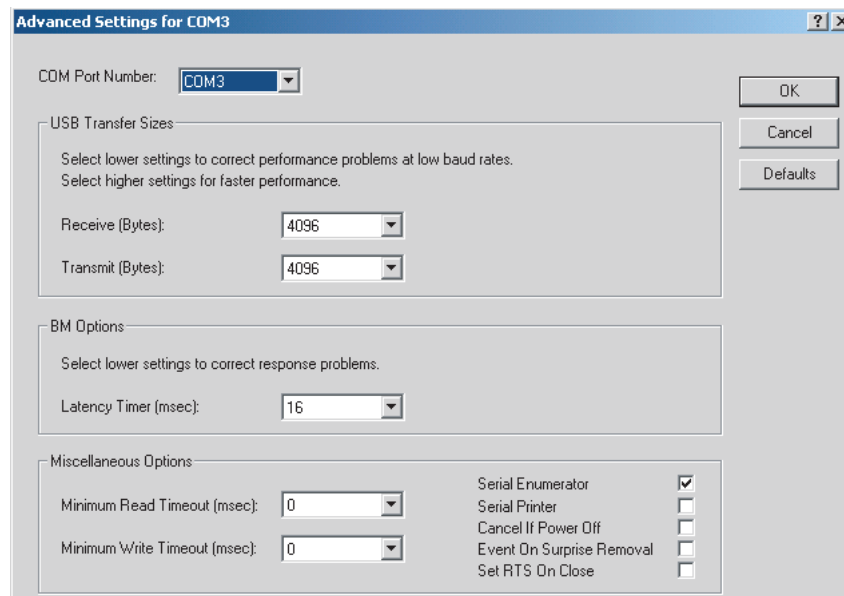 Advanced Settings for COM3
COM Port Number: COM3
OK
Cancel
Defaults
USB Transfer Sizes
Select lower settings to correct performance problems at low baud rates.
Select higher settings for faster performance.
Receive (Bytes): 4096
Transmit (Bytes): 4096
BM Options
Select lower settings to correct response problems.
Latency Timer (msec): 16
Miscellaneous Options
Minimum Read Timeout (msec): 0
Minimum Write Timeout (msec): 0
Serial Enumerator
Serial Printer
Cancel If Power Off
Event On Surprise Removal
Set RTS On Close